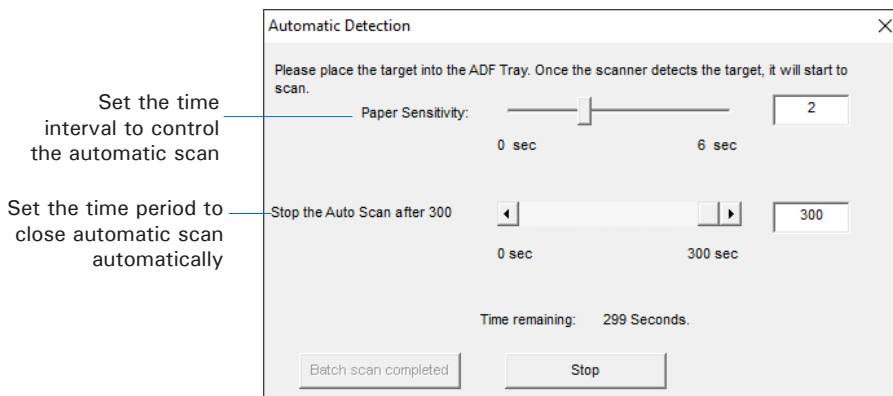 Automatic Detection
Please place the target into the ADF Tray. Once the scanner detects the target, it will start to
scan.
Set the time
interval to control
the automatic scan
Paper Sensitivity:
2
0 sec
6 sec
Set the time period to
close automatic scan
automatically
Stop the Auto Scan after 300
300
0 sec
300 sec
Time remaining: 299 Seconds.
Batch scan completed
Stop